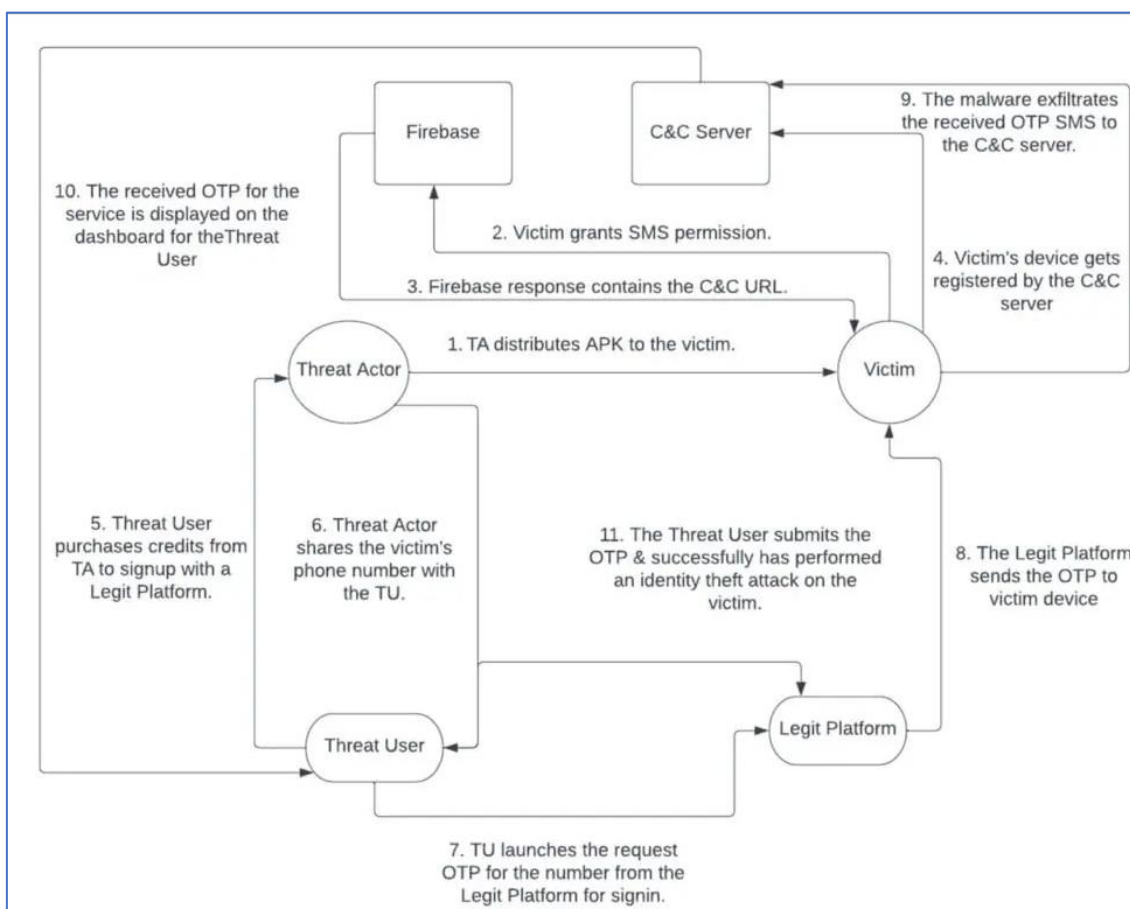 Firebase
C&C Server
9. The malware exfiltrates
the received OTP SMS to
the C&C server.
10. The received OTP for the
service is displayed on the
dashboard for theThreat
User
2. Victim grants SMS permission.
4. Victim's device gets
registered by the C&C
server
3. Firebase response contains the C&C URL.
1. TA distributes APK to the victim.
Threat Actor
Victim
5. Threat User
purchases credits from
TA to signup with a
Legit Platform.
6. Threat Actor
shares the victim's
phone number with
the TU.
11. The Threat User submits the
OTP & successfully has performed
an identity theft attack on the
victim.
8. The Legit Platform
sends the OTP to
victim device
Threat User
Legit Platform
7. TU launches the request
OTP for the number from the
Legit Platform for signin.